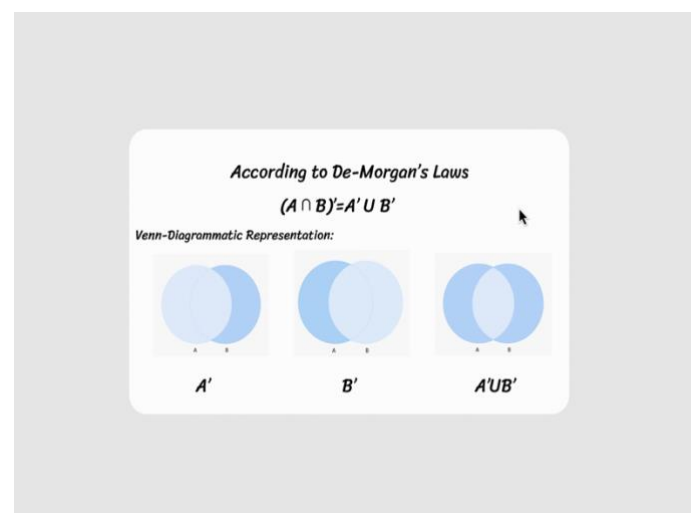 According to De-Morgan's Laws
(A ∩ B)'=A' U B'
Venn-Diagrammatic Representation:
A B
A B
A B
A'
B'
A'UB'